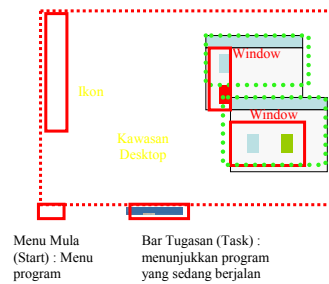 Window
Ikon
Window
Kawasan
Desktop
Menu Mula
(Start) : Menu
program
Bar Tugasan (Task) :
menunjukkan program
yang sedang berjalan